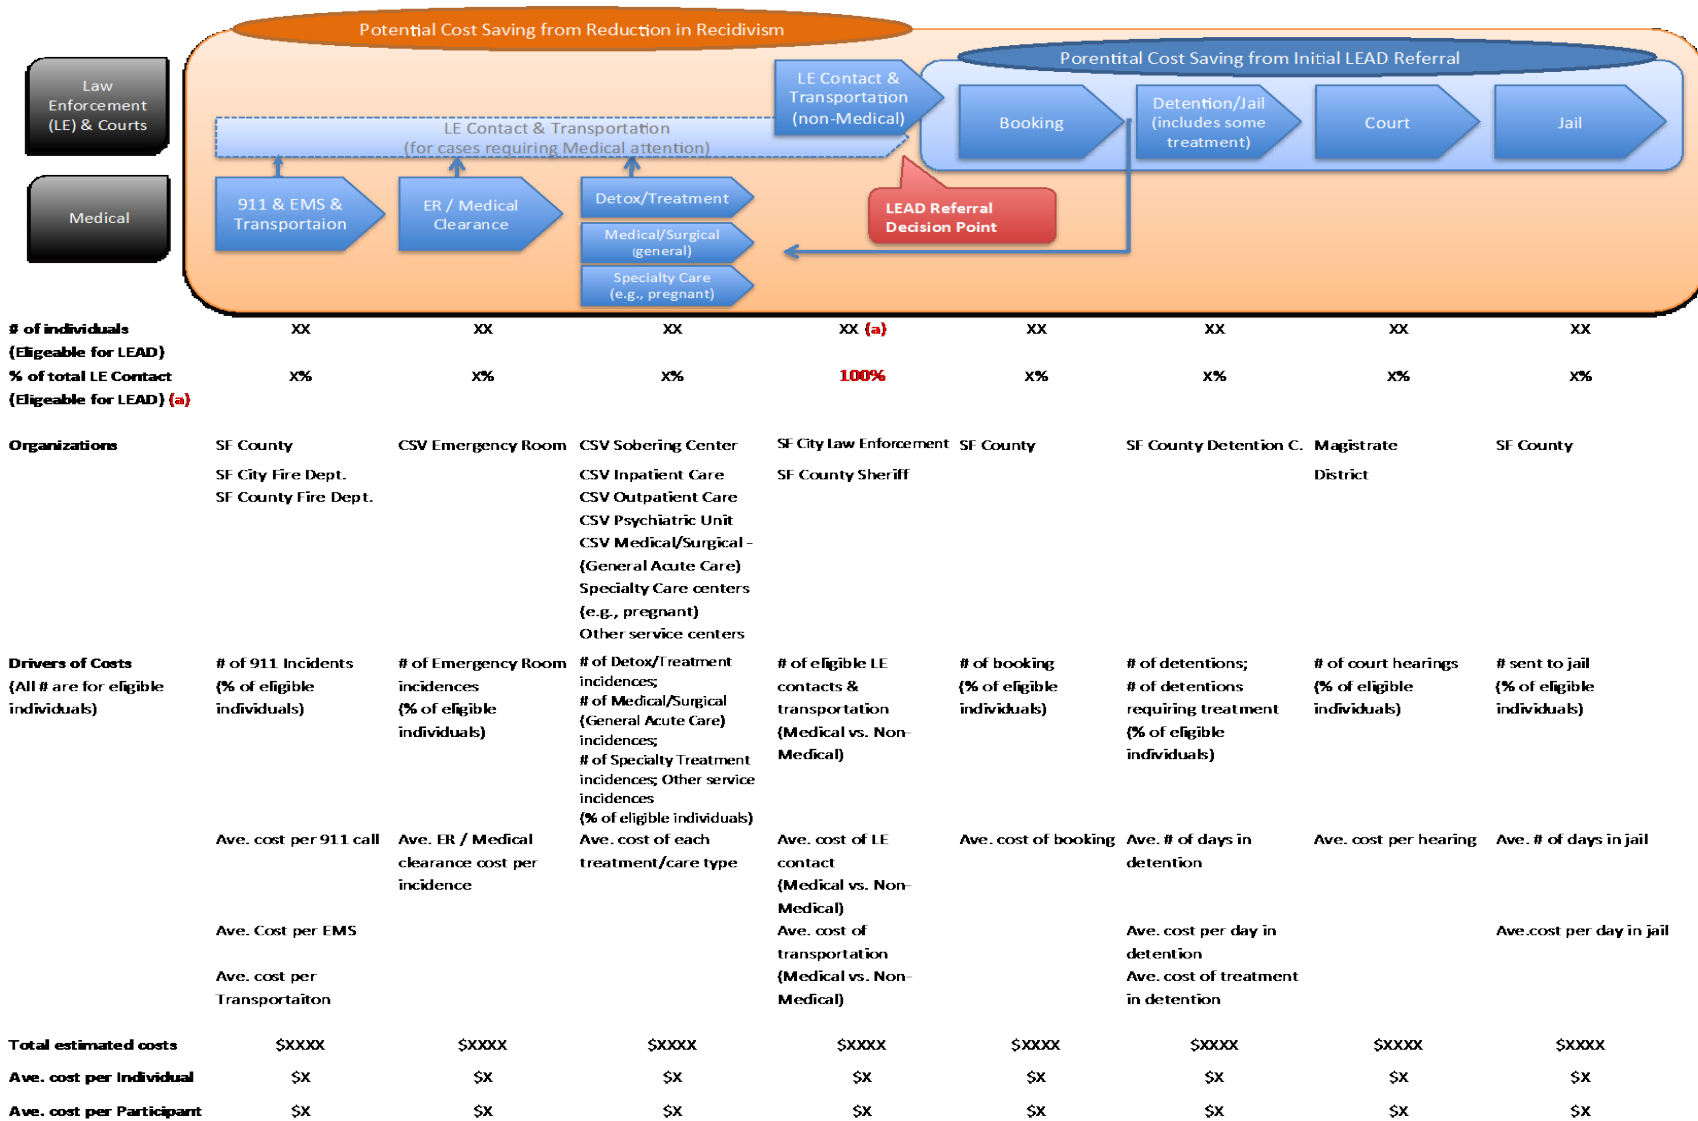 Potential Cost Saving from Reduction in Recidivism
Porentital Cost Saving from Initial LEAD Referral
Law
Enforcement
(LE) & Courts
LE Contact &
Transportation
(non-Medical)
Booking
Detention/Jail
(includes some
treatment)
Court
Jail
LE Contact & Transportation
(for cases requiring Medical attention)
Medical
911 & EMS &
Transportaion
ER / Medical
Clearance
Detox/Treatment
Medical/Surgical
(general)
Specialty Care
(e.g., pregnant)
LEAD Referral
Decision Point
# of individuals
(Eligeable for LEAD)
XX XX XX XX (a) XX XX XX XX
% of total LE Contact
(Eligeable for LEAD) (a)
X% X% X% 100% X% X% X% X%
Organizations
SF County
SF City Fire Dept.
SF County Fire Dept.
CSV Emergency Room
CSV Sobering Center
CSV Inpatient Care
CSV Outpatient Care
CSV Psychiatric Unit
CSV Medical/Surgical -
(General Acute Care)
Specialty Care centers
(e.g., pregnant)
Other service centers
SF City Law Enforcement
SF County Sheriff
SF County
SF County Detention C.
Magistrate
District
SF County
Drivers of Costs
(All # are for eligible
individuals)
# of 911 Incidents
(% of eligible
individuals)
# of Emergency Room
incidences
(% of eligible
individuals)
# of Detox/Treatment
incidences;
# of Medical/Surgical
(General Acute Care)
incidences;
# of Specialty Treatment
incidences; Other service
incidences
(% of eligible individuals)
# of eligible LE
contacts &
transportation
(Medical vs. Non-
Medical)
# of booking
(% of eligible
individuals)
# of detentions;
# of detentions
requiring treatment
(% of eligible
individuals)
# of court hearings
(% of eligible
individuals)
# sent to jail
(% of eligible
individuals)
Ave. cost per 911 call
Ave. ER / Medical
clearance cost per
incidence
Ave. cost of each
treatment/care type
Ave. cost of LE
contact
(Medical vs. Non-
Medical)
Ave. cost of booking
Ave. # of days in
detention
Ave. cost per hearing
Ave. # of days in jail
Ave. Cost per EMS
Ave. cost of
transportation
(Medical vs. Non-
Medical)
Ave. cost per day in
detention
Ave.cost per day in jail
Ave. cost per
Transportaiton
Ave. cost of treatment
in detention
Total estimated costs
$XXXX $XXXX $XXXX $XXXX $XXXX $XXXX $XXXX $XXXX
Ave. cost per Individual
$X $X $X $X $X $X $X $X
Ave. cost per Participant
$X $X $X $X $X $X $X $X